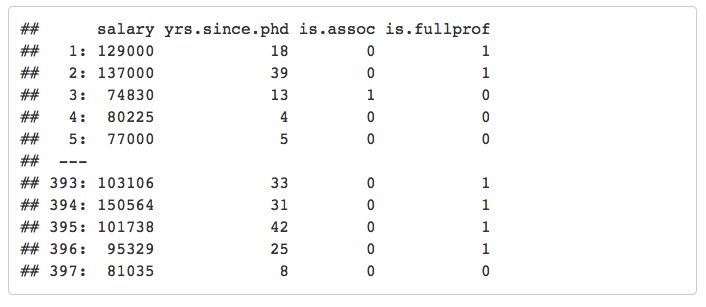 ##      salary yrs.since.phd is.assoc is.fullprof
##   1: 129000            18        0           1
##   2: 137000            39        0           1
##   3:  74830            13        1           0
##   4:  80225             4        0           0
##   5:  77000             5        0           0
##  ---
## 393: 103106            33        0           1
## 394: 150564            31        0           1
## 395: 101738            42        0           1
## 396:  95329            25        0           1
## 397:  81035             8        0           0